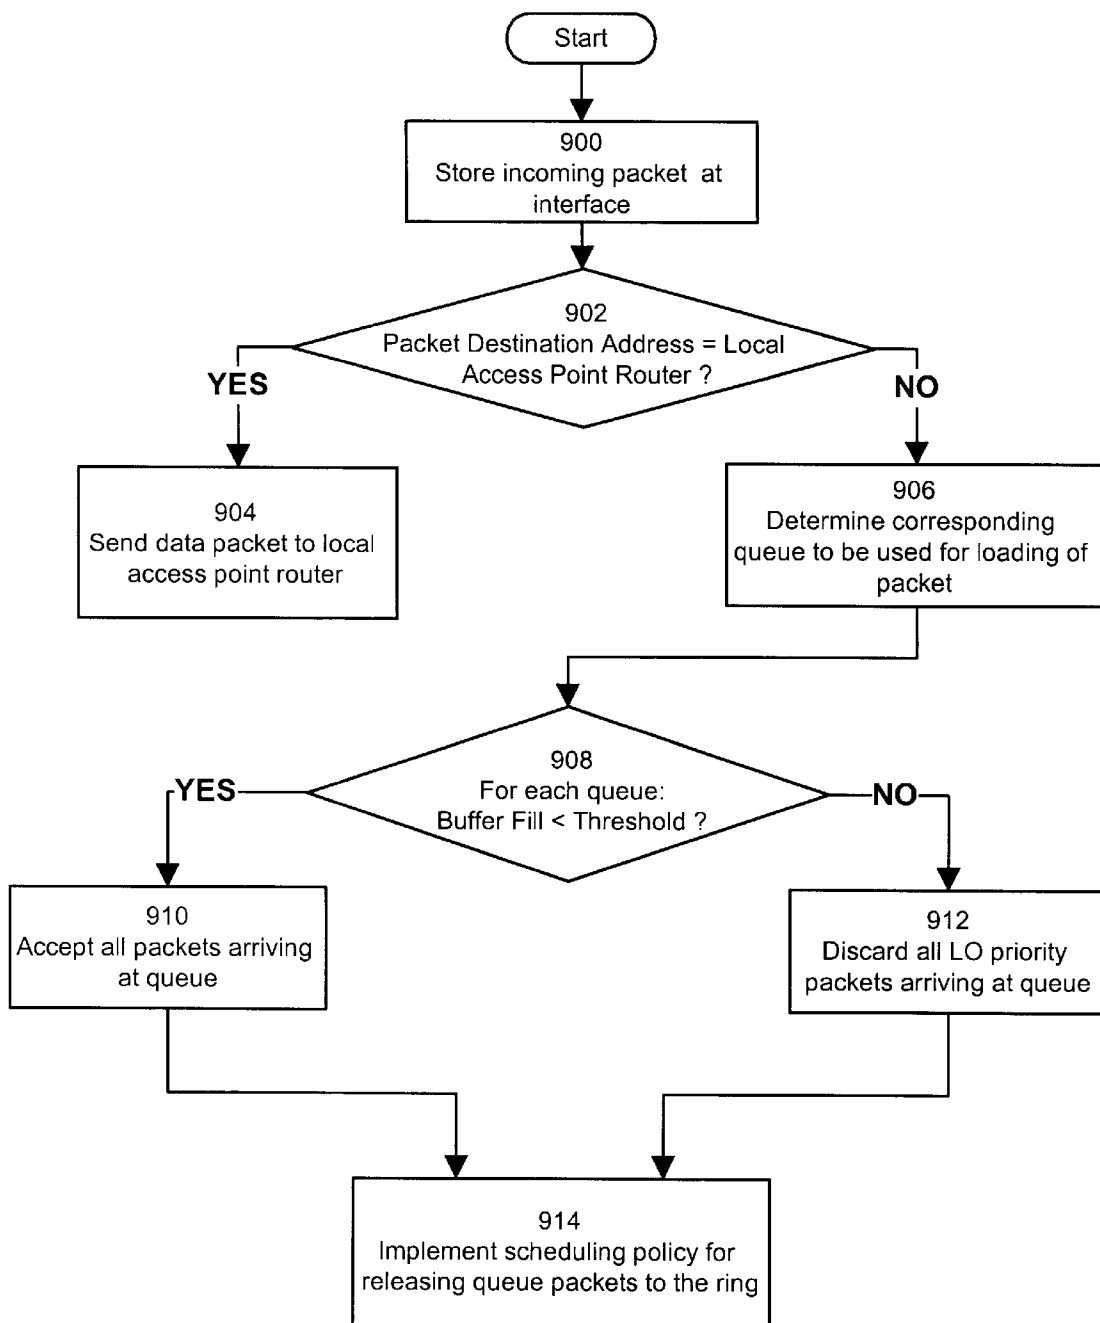 Start
900
Store incoming packet at
interface
902
Packet Destination Address = Local
Access Point Router ?
YES
NO
904
Send data packet to local
access point router
906
Determine corresponding
queue to be used for loading of
packet
908
For each queue:
Buffer Fill < Threshold ?
YES
NO
910
Accept all packets arriving
at queue
912
Discard all LO priority
packets arriving at queue
914
Implement scheduling policy for
releasing queue packets to the ring